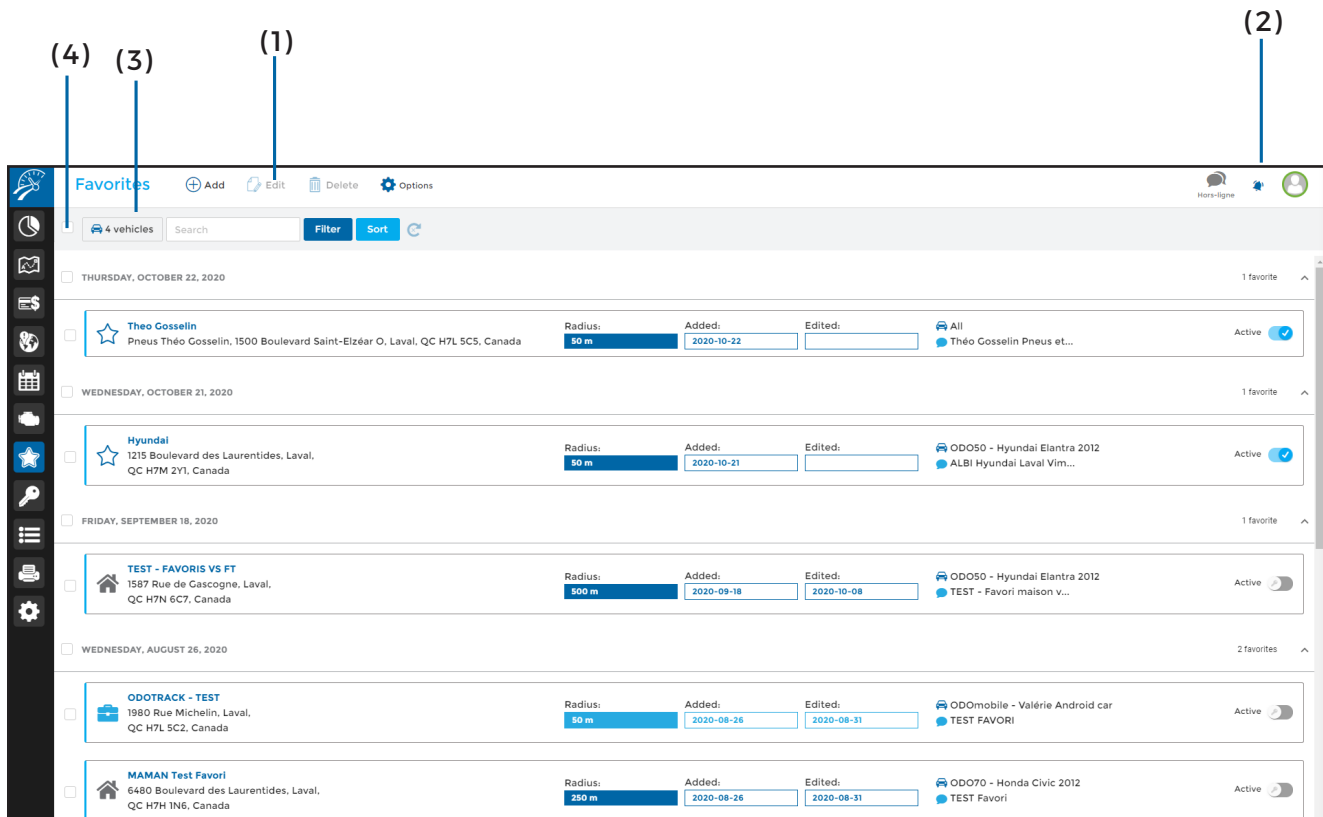 (2)
(1)
(4) (3)
Favorites Add Edit Delete Options
Hors-ligne
4 vehicles Search Filter Sort
THURSDAY, OCTOBER 22, 2020 1 favorite
Theo Gosselin Radius: Added: Edited: All Active
Pneus Théo Gosselin, 1500 Boulevard Saint-Elzéar O, Laval, QC H7L 5C5, Canada 50 m 2020-10-22 Théo Gosselin Pneus et...
WEDNESDAY, OCTOBER 21, 2020 1 favorite
Hyundai Radius: Added: Edited: ODO50 - Hyundai Elantra 2012 Active
1215 Boulevard des Laurentides, Laval, 50 m 2020-10-21 ALBI Hyundai Laval Vim...
QC H7M 2Y1, Canada
FRIDAY, SEPTEMBER 18, 2020 1 favorite
TEST - FAVORIS VS FT Radius: Added: Edited: ODO50 - Hyundai Elantra 2012 Active
1587 Rue de Gascogne, Laval, 500 m 2020-09-18 2020-10-08 TEST - Favori maison v...
QC H7N 6C7, Canada
WEDNESDAY, AUGUST 26, 2020 2 favorites
ODOTRACK - TEST Radius: Added: Edited: ODOmobile - Valérie Android car Active
1980 Rue Michelin, Laval, 50 m 2020-08-26 2020-08-31 TEST FAVORI
QC H7L 5C2, Canada
MAMAN Test Favori Radius: Added: Edited: ODO70 - Honda Civic 2012 Active
6480 Boulevard des Laurentides, Laval, 250 m 2020-08-26 2020-08-31 TEST Favori
QC H7H 1N6, Canada